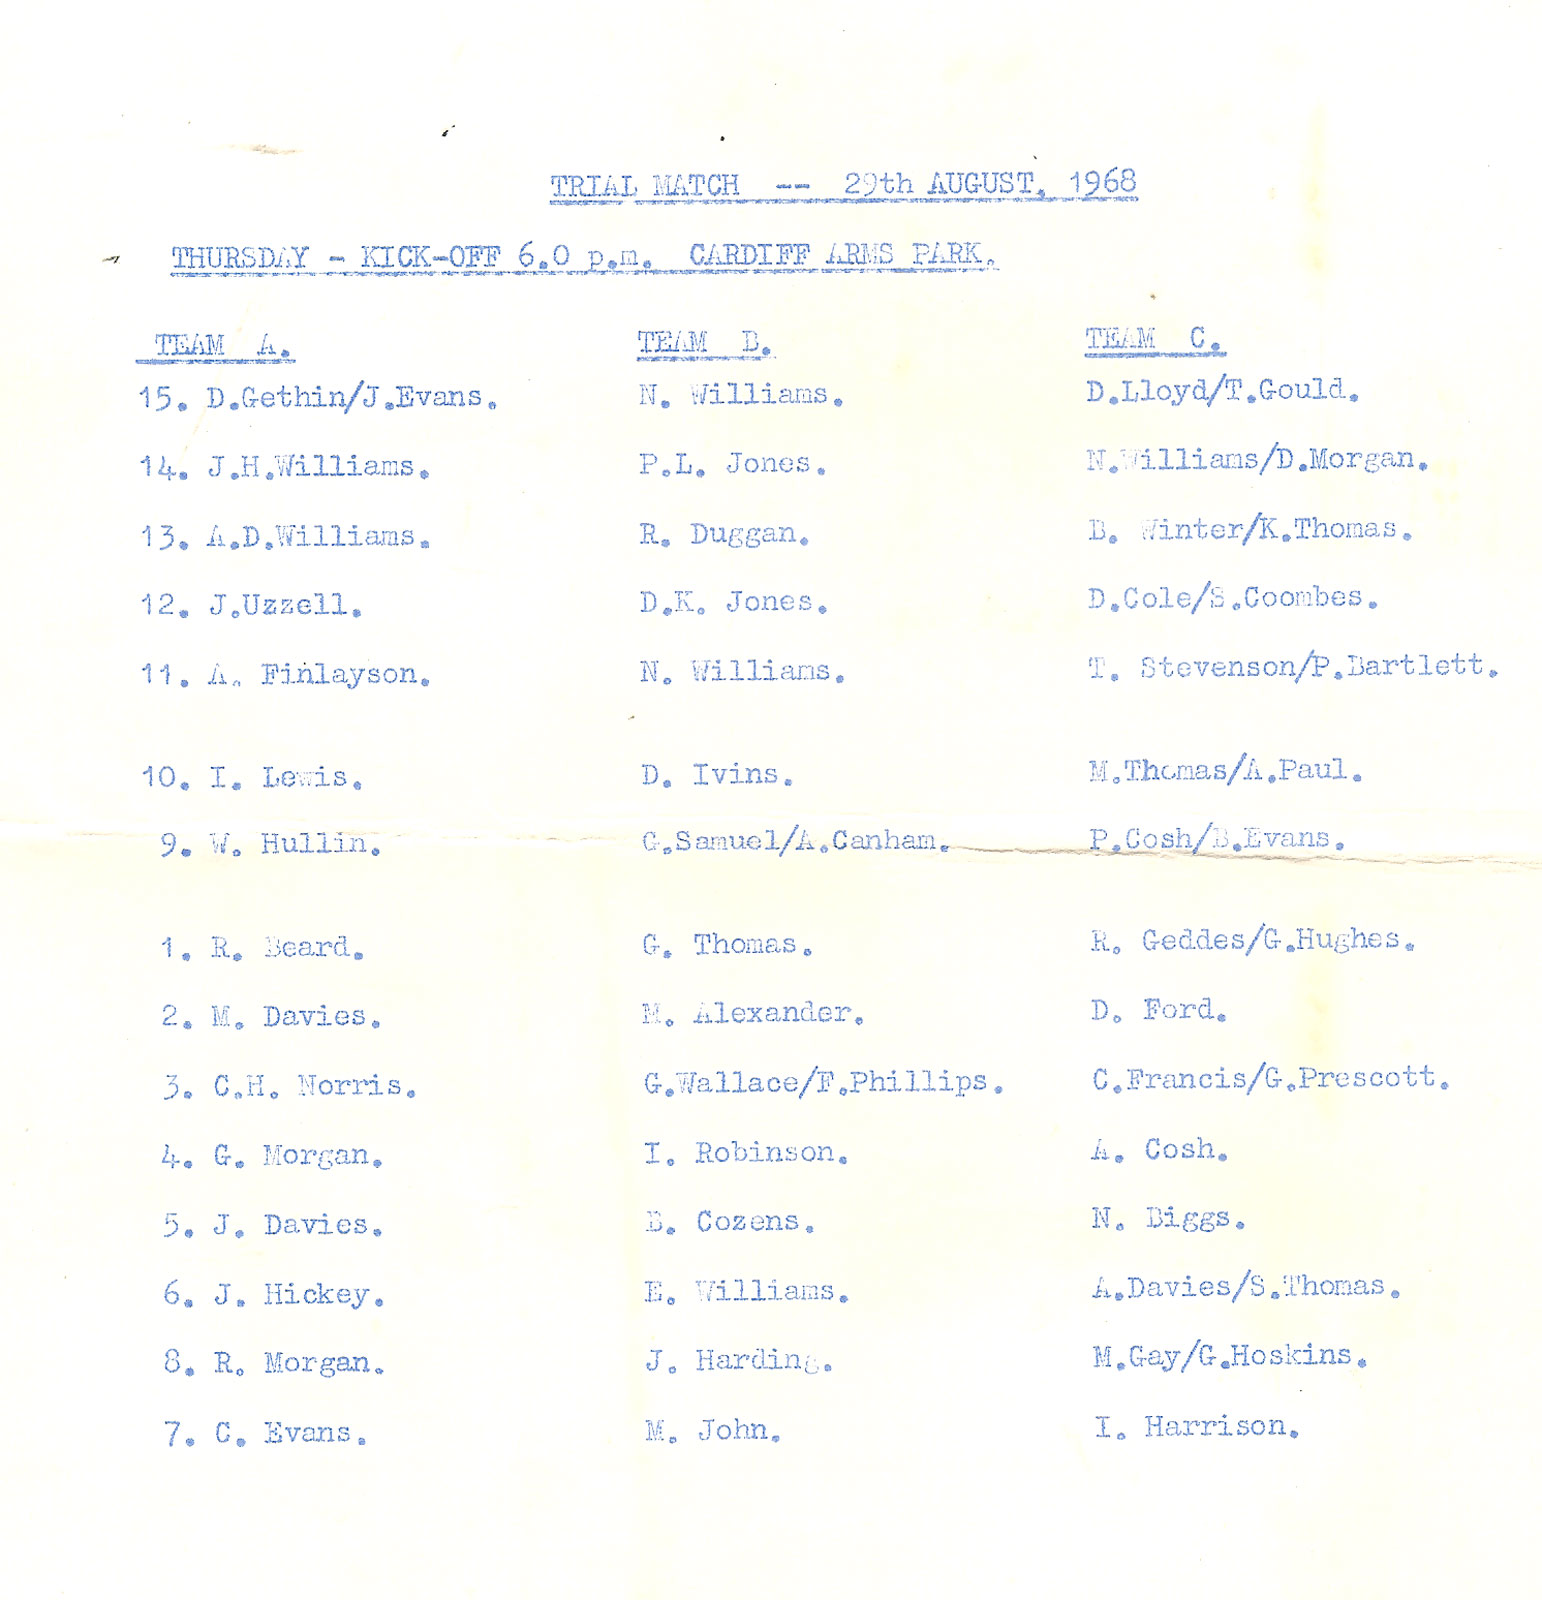 TRIAL MATCH -- 29th AUGUST, 1968
THURSDAY - KICK-OFF 6.0 p.m. CARDIFF ARMS PARK.
TEAM A. TEAM B. TEAM C.
15. D.Gethin/J.Evans. N. Williams. D.Lloyd/T.Gould.
14. J.H.Williams. P.L. Jones. N.Williams/D.Morgan.
13. A.D.Williams. R. Duggan. B. Winter/K.Thomas.
12. J.Uzzell. D.K. Jones. D.Cole/S.Coombes.
11. A. Finlayson. N. Williams. T. Stevenson/P.Bartlett.
10. I. Lewis. D. Ivins. M.Thomas/A.Paul.
9. W. Hullin. G.Samuel/A.Canham. P.Cosh/B.Evans.
1. R. Beard. G. Thomas. R. Geddes/G.Hughes.
2. M. Davies. M. Alexander. D. Ford.
3. C.H. Norris. G.Wallace/F.Phillips. C.Francis/G.Prescott.
4. G. Morgan. I. Robinson. A. Cosh.
5. J. Davies. B. Cozens. N. Biggs.
6. J. Hickey. E. Williams. A.Davies/S.Thomas.
8. R. Morgan. J. Harding. M.Gay/G.Hoskins.
7. C. Evans. M. John. I. Harrison.